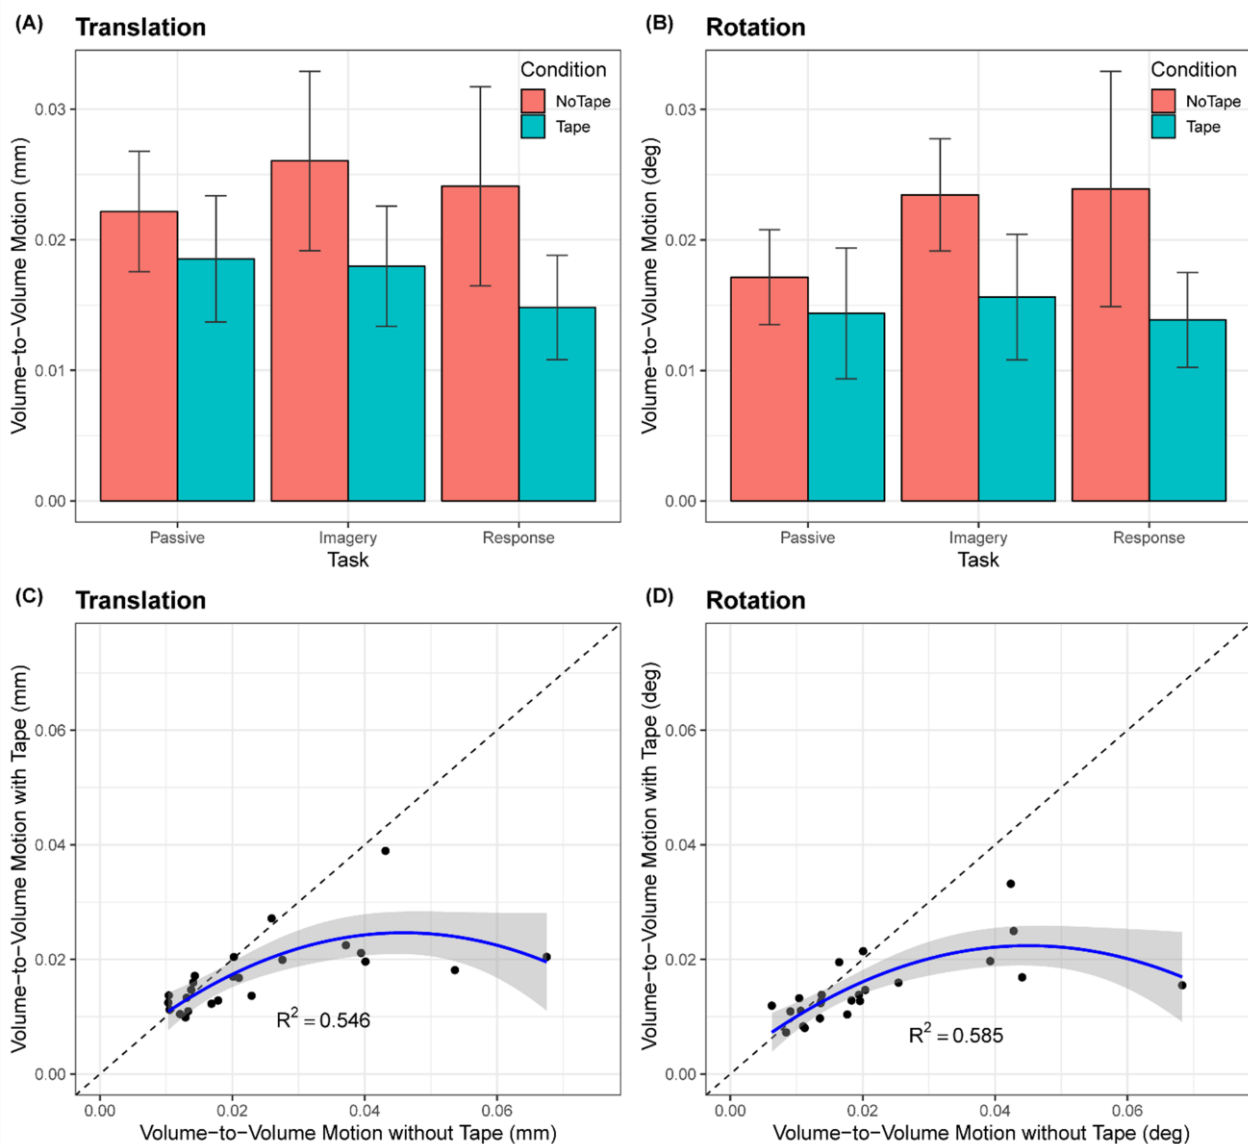 (A) Translation
Condition
NoTape
Tape
Volume−to−Volume Motion (mm)
0.03
0.02
0.01
0.00
Passive Imagery Response
Task
(B) Rotation
Condition
NoTape
Tape
Volume−to−Volume Motion (deg)
0.03
0.02
0.01
0.00
Passive Imagery Response
Task
(C) Translation
Volume−to−Volume Motion with Tape (mm)
0.06
0.04
0.02
0.00
R² = 0.546
0.00 0.02 0.04 0.06
Volume−to−Volume Motion without Tape (mm)
(D) Rotation
Volume−to−Volume Motion with Tape (deg)
0.06
0.04
0.02
0.00
R² = 0.585
0.00 0.02 0.04 0.06
Volume−to−Volume Motion without Tape (deg)